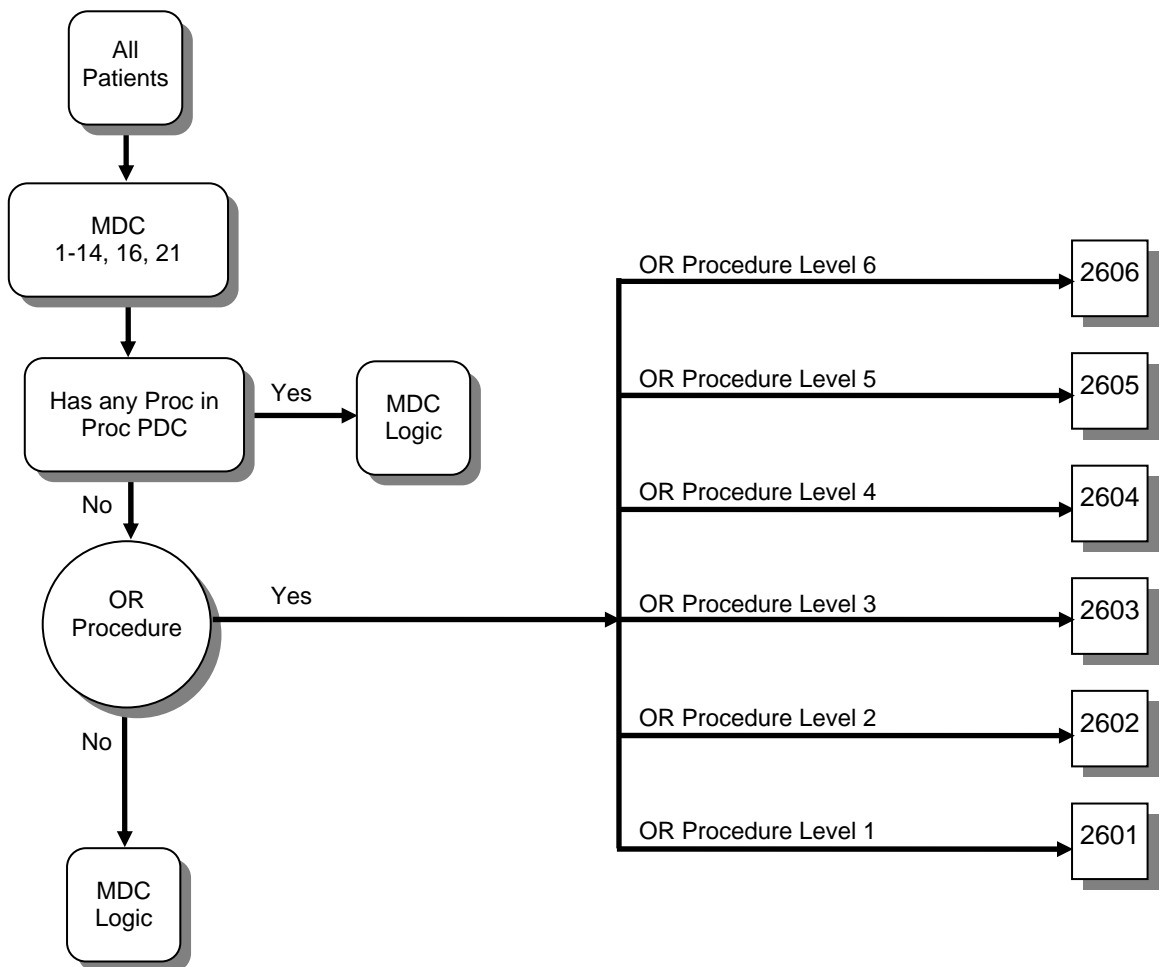 All
Patients
MDC
1-14, 16, 21
Has any Proc in
Proc PDC
Yes
MDC
Logic
No
OR
Procedure
Yes
No
MDC
Logic
OR Procedure Level 6
2606
OR Procedure Level 5
2605
OR Procedure Level 4
2604
OR Procedure Level 3
2603
OR Procedure Level 2
2602
OR Procedure Level 1
2601